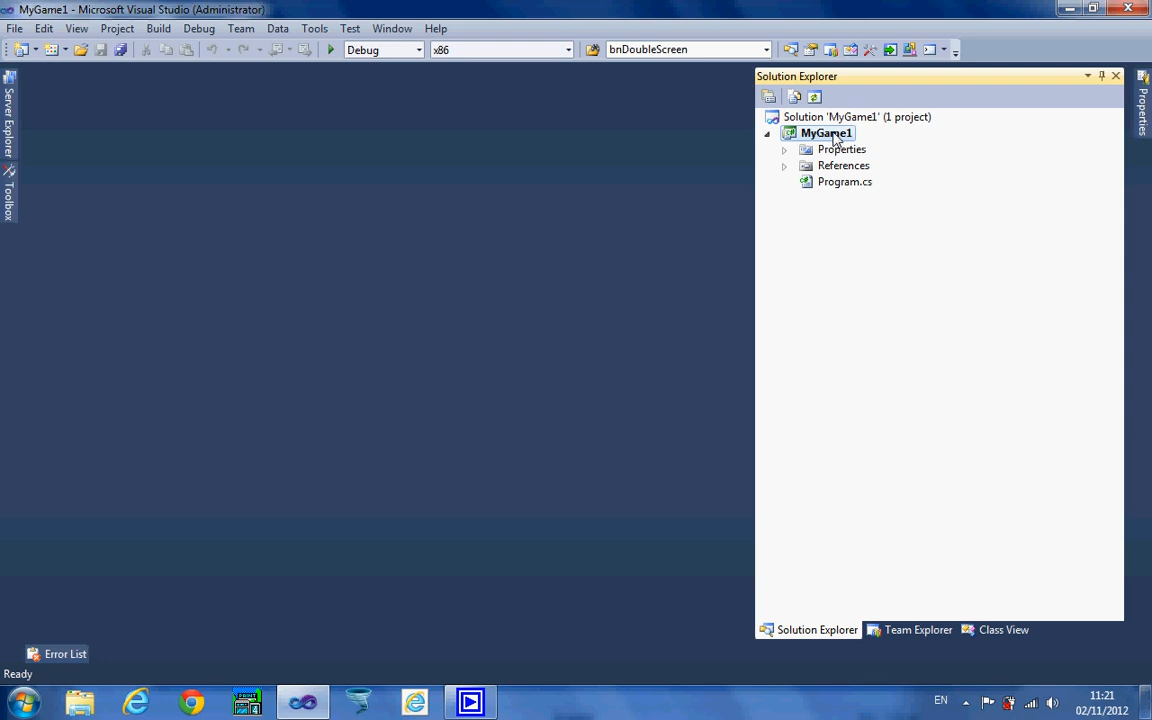 MyGame1 - Microsoft Visual Studio (Administrator)
File Edit View Project Build Debug Team Data Tools Test Window Help
Debug x86 bnDoubleScreen
Server Explorer
Toolbox
Solution Explorer
Solution 'MyGame1' (1 project)
MyGame1
Properties
References
Program.cs
Properties
Solution Explorer Team Explorer Class View
Error List
Ready
EN 11:21
02/11/2012